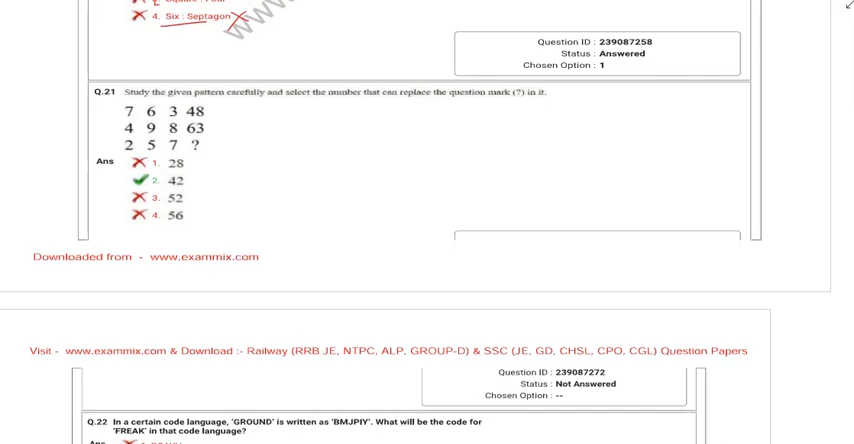 4. Six : Septagon
www
Question ID : 239087258
Status : Answered
Chosen Option : 1
Q.21 Study the given pattern carefully and select the number that can replace the question mark (?) in it.
7 6 3 48
4 9 8 63
2 5 7 ?
Ans 1. 28
2. 42
3. 52
4. 56
Downloaded from - www.exammix.com
Visit - www.exammix.com & Download :- Railway (RRB JE, NTPC, ALP, GROUP-D) & SSC (JE, GD, CHSL, CPO, CGL) Question Papers
Question ID : 239087272
Status : Not Answered
Chosen Option : --
Q.22 In a certain code language, 'GROUND' is written as 'BMJPIY'. What will be the code for
'FREAK' in that code language?